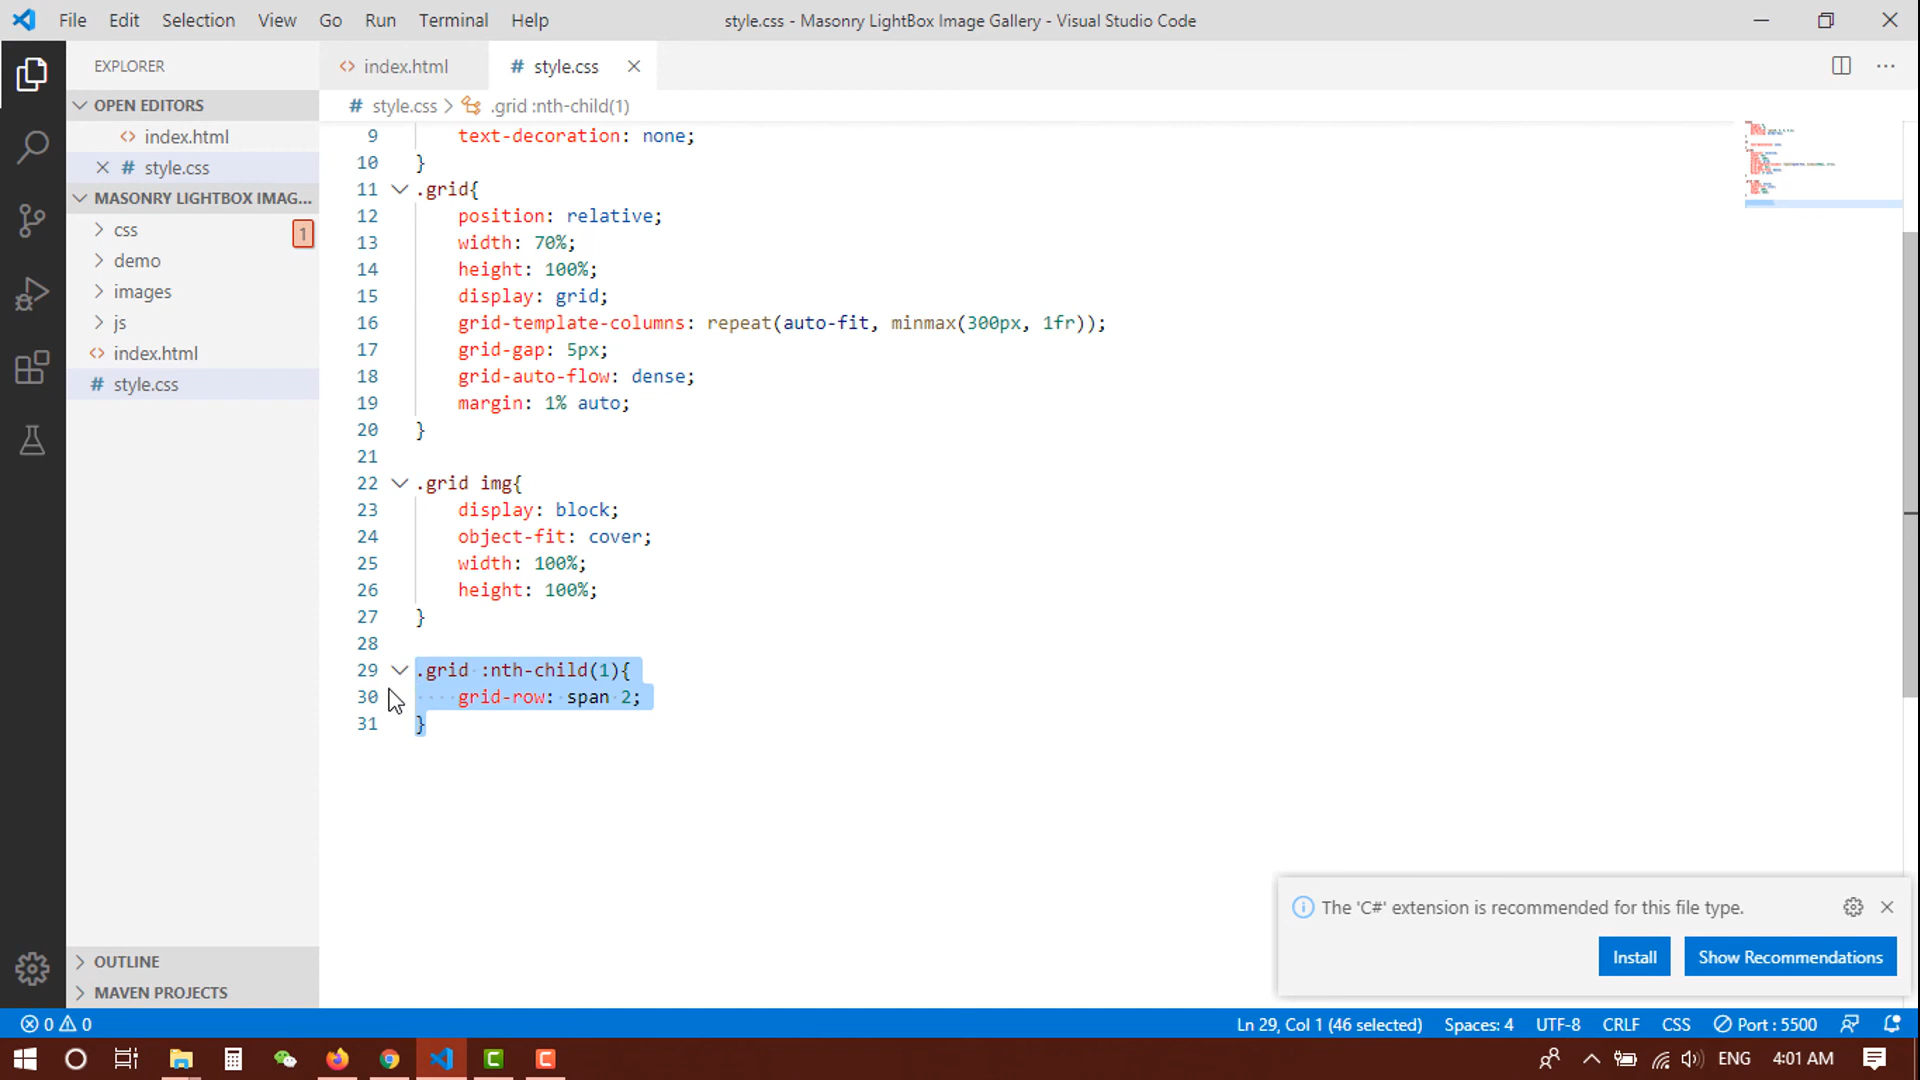 File Edit Selection View Go Run Terminal Help
style.css - Masonry LightBox Image Gallery - Visual Studio Code
EXPLORER
OPEN EDITORS
<> index.html
# style.css
MASONRY LIGHTBOX IMAG...
css 1
demo
images
js
<> index.html
# style.css
OUTLINE
MAVEN PROJECTS
<> index.html
# style.css
# style.css > .grid :nth-child(1)
9 text-decoration: none;
10 }
11 .grid{
12 position: relative;
13 width: 70%;
14 height: 100%;
15 display: grid;
16 grid-template-columns: repeat(auto-fit, minmax(300px, 1fr));
17 grid-gap: 5px;
18 grid-auto-flow: dense;
19 margin: 1% auto;
20 }
21
22 .grid img{
23 display: block;
24 object-fit: cover;
25 width: 100%;
26 height: 100%;
27 }
28
29 .grid :nth-child(1){
30 grid-row: span 2;
31 }
The 'C#' extension is recommended for this file type.
Install Show Recommendations
0 0
Ln 29, Col 1 (46 selected) Spaces: 4 UTF-8 CRLF CSS Port : 5500
ENG 4:01 AM